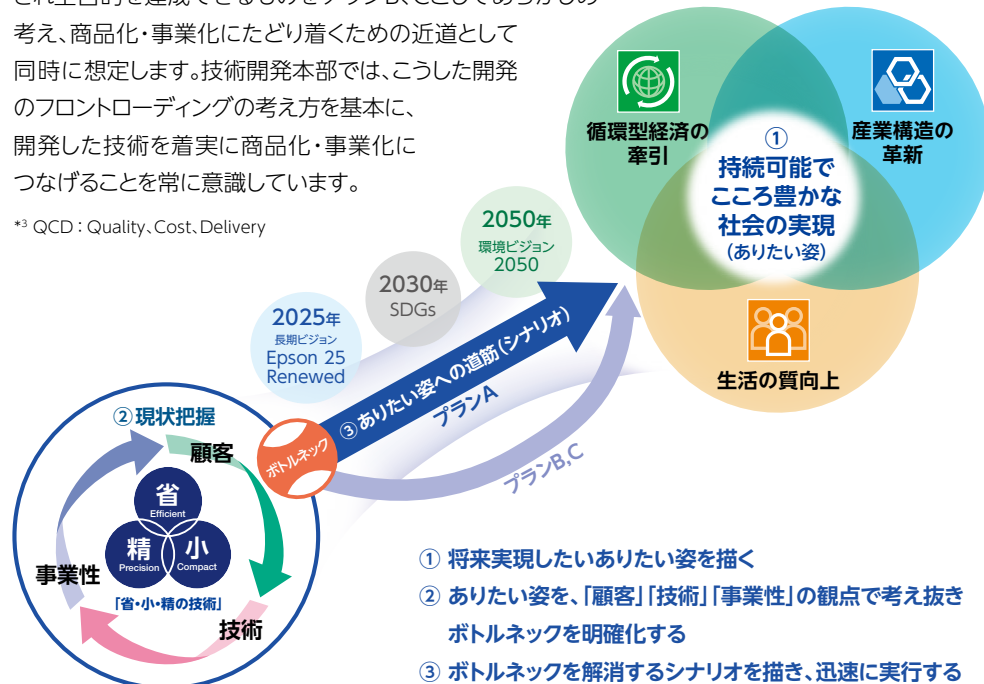 考え、商品化・事業化にたどり着くための近道として
同時に想定します。技術開発本部では、こうした開発
のフロントローディングの考え方を基本に、
開発した技術を着実に商品化・事業化に
つなげることを常に意識しています。
*3 QCD：Quality、Cost、Delivery
循環型経済の
牽引
産業構造の
革新
①
持続可能で
こころ豊かな
社会の実現
(ありたい姿)
生活の質向上
2050年
環境ビジョン
2050
2030年
SDGs
2025年
長期ビジョン
Epson 25
Renewed
③ありたい姿への道筋(シナリオ)
プランA
プランB,C
ボトルネック
②現状把握
顧客
省
Efficient
精
Precision
小
Compact
事業性
「省・小・精の技術」
技術
① 将来実現したいありたい姿を描く
② ありたい姿を、「顧客」「技術」「事業性」の観点で考え抜き
ボトルネックを明確化する
③ ボトルネックを解消するシナリオを描き、迅速に実行する